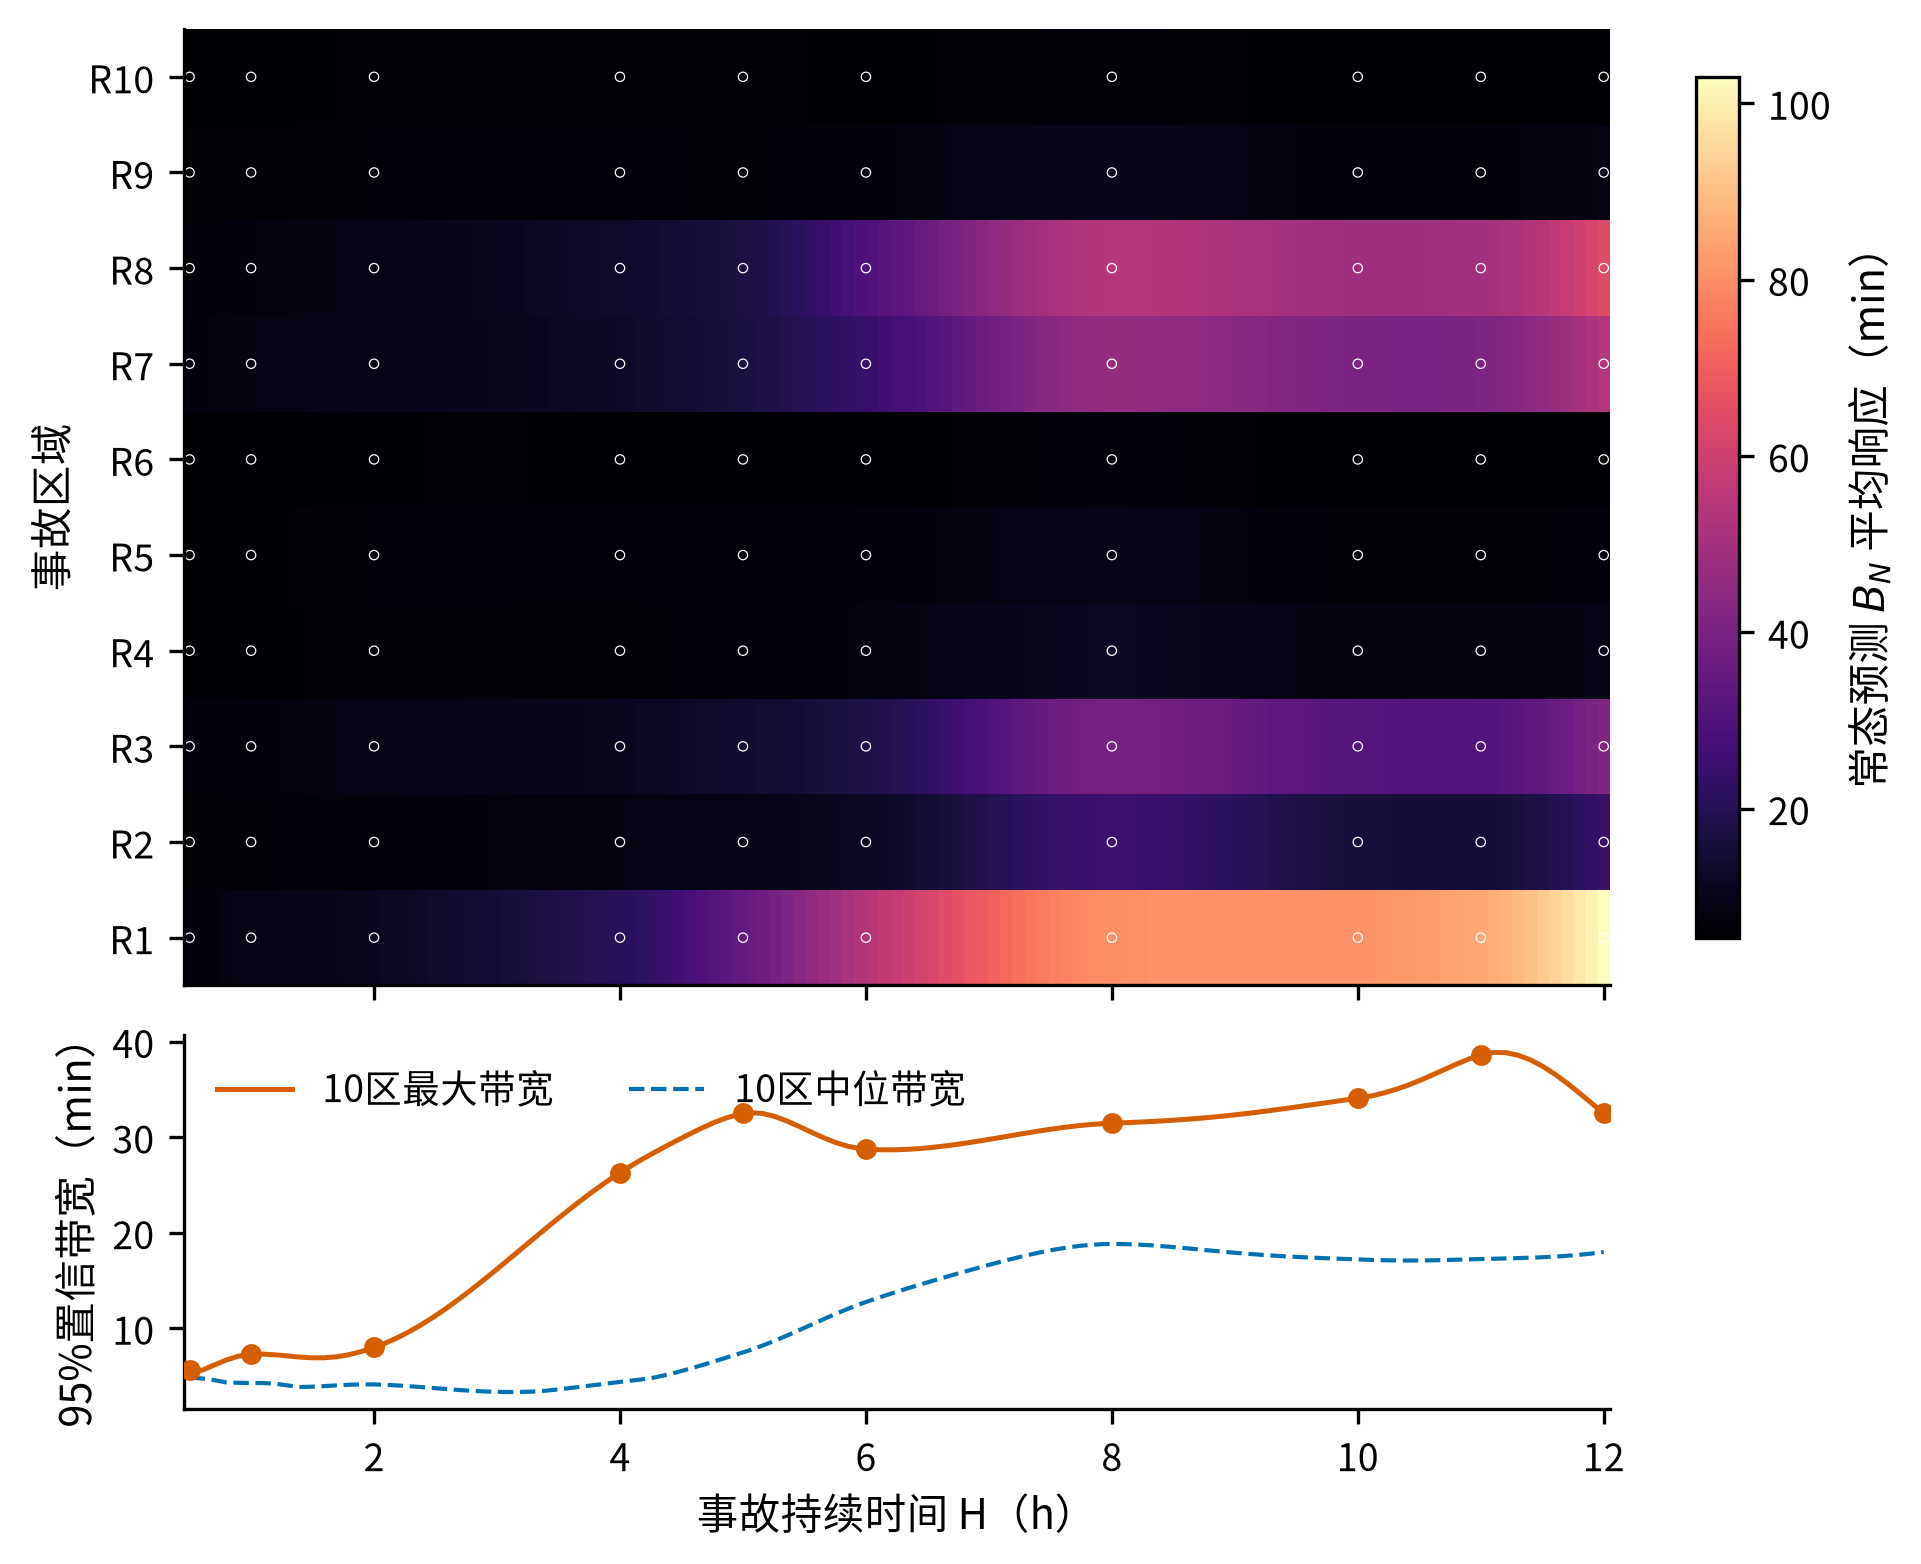 R10
R9
R8
R7
R6
R5
R4
R3
R2
R1
事故区域
100
80
60
40
20
常态预测 B_N 平均响应（min）
40
30
20
10
95%置信带宽（min）
10区最大带宽
10区中位带宽
2
4
6
8
10
12
事故持续时间 H（h）